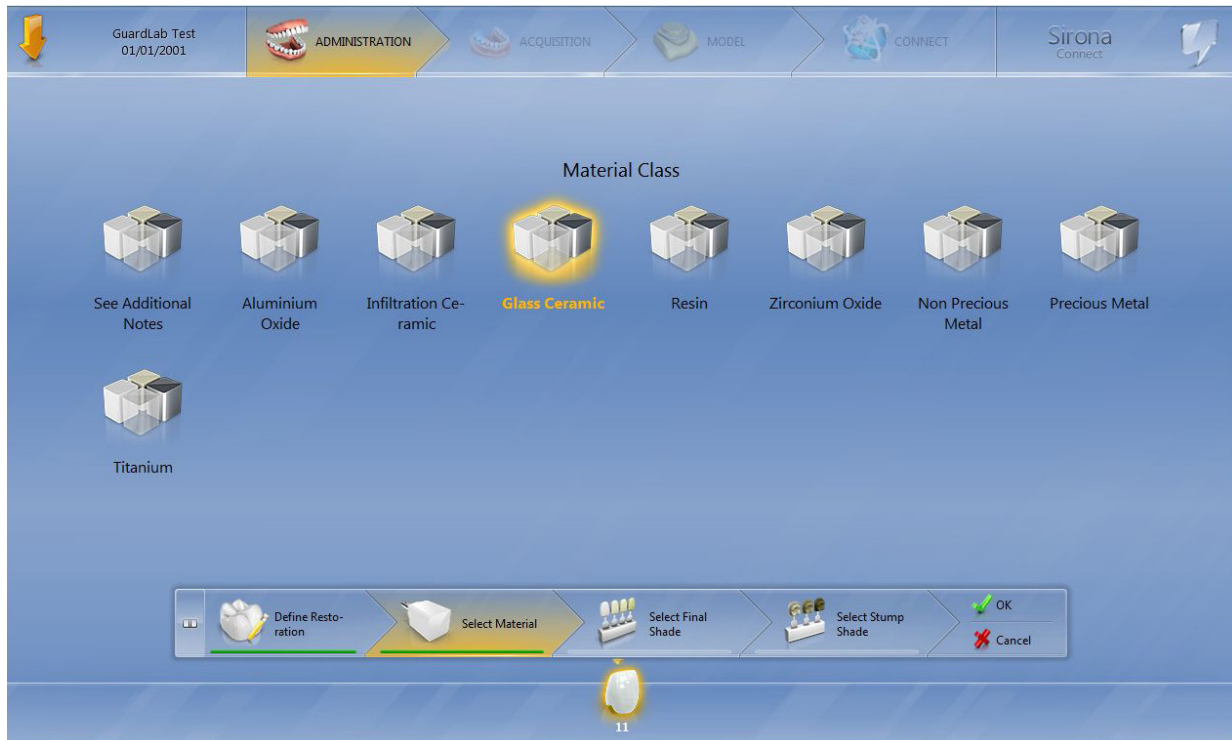 GuardLab Test
01/01/2001
ADMINISTRATION
ACQUISITION
MODEL
CONNECT
Sirona
Connect
Material Class
See Additional
Notes
Aluminium
Oxide
Infiltration Ce-
ramic
Glass Ceramic
Resin
Zirconium Oxide
Non Precious
Metal
Precious Metal
Titanium
Define Resto-
ration
Select Material
Select Final
Shade
Select Stump
Shade
OK
Cancel
11